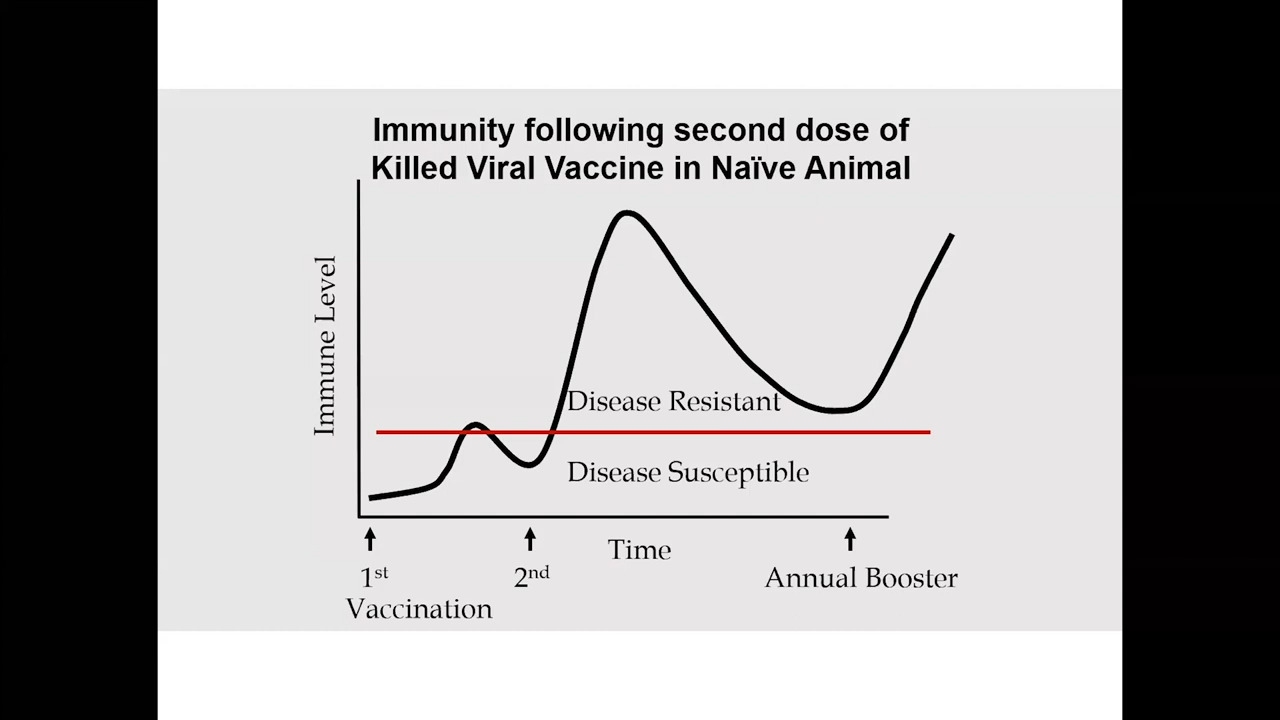 Immunity following second dose of
Killed Viral Vaccine in Naïve Animal
Immune Level
Disease Resistant
Disease Susceptible
Time
1st
2nd
Annual Booster
Vaccination